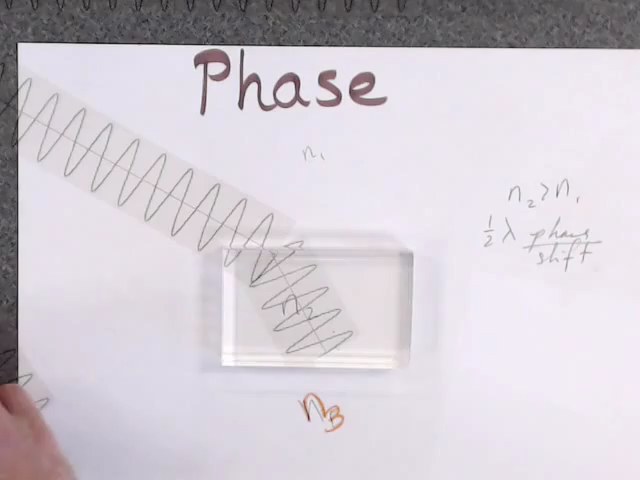 Phase
n₁
n₂>n₁
½ λ phase
shift
n₂
n₃